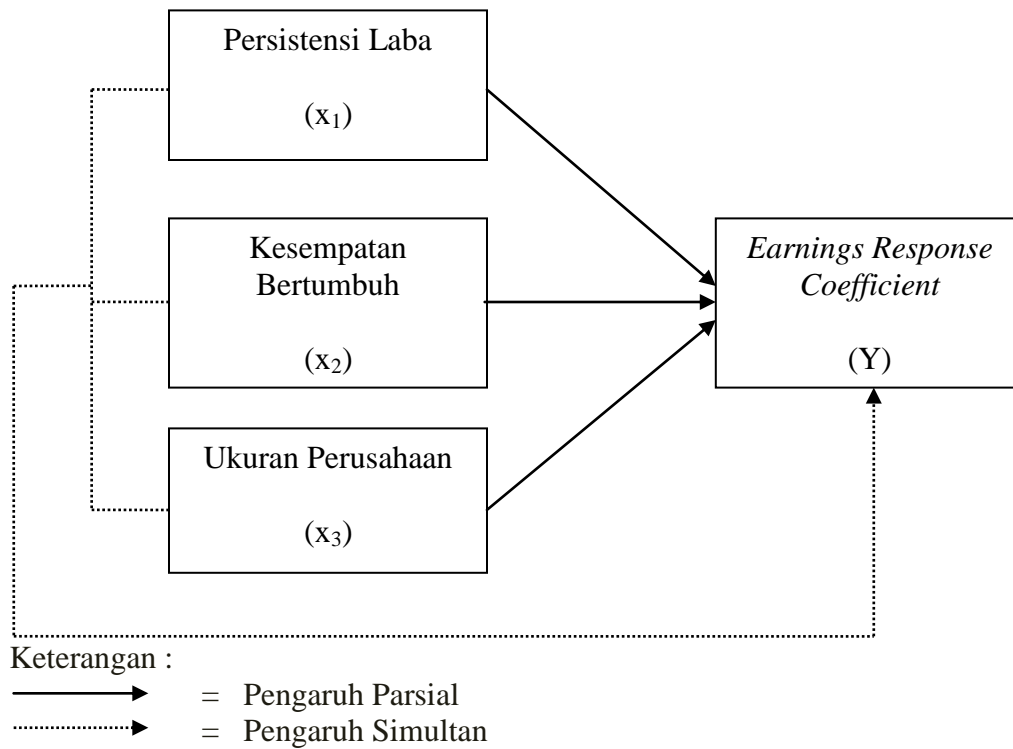 Persistensi Laba
(x₁)
Kesempatan
Bertumbuh
(x₂)
Ukuran Perusahaan
(x₃)
Earnings Response
Coefficient
(Y)
Keterangan :
= Pengaruh Parsial
= Pengaruh Simultan